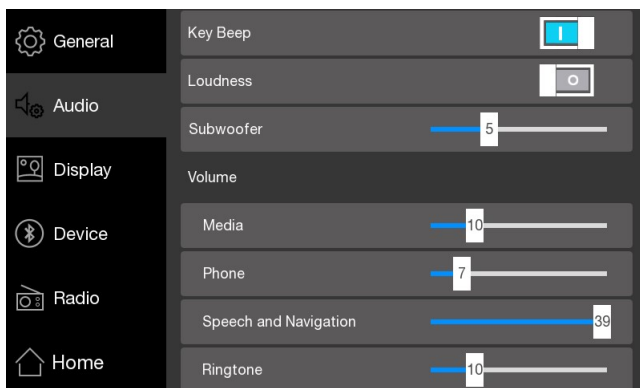 General
Audio
Display
Device
Radio
Home
Key Beep
Loudness
Subwoofer 5
Volume
Media 10
Phone 7
Speech and Navigation 39
Ringtone 10